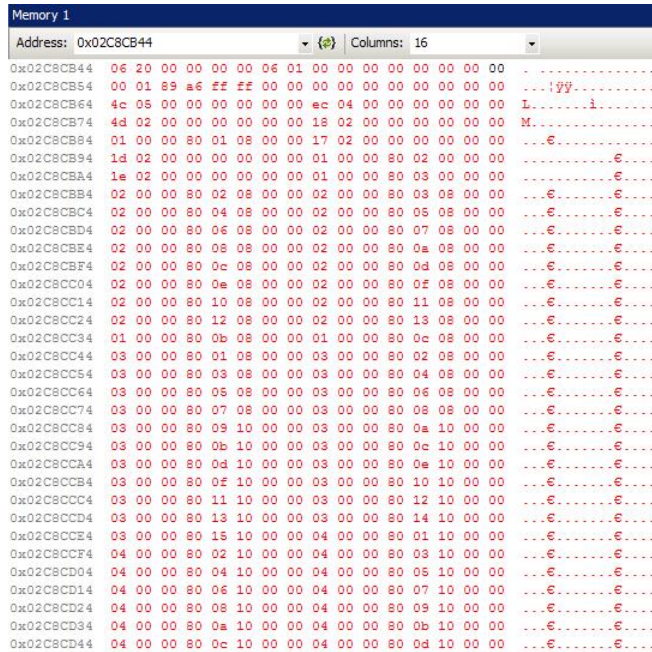 Memory 1
Address: 0x02C8CB44 Columns: 16
0x02C8CB44 06 20 00 00 00 00 06 01 00 00 00 00 00 00 00 00 . ..............
0x02C8CB54 00 01 89 a6 ff ff 00 00 00 00 00 00 00 00 00 00 ...¦ÿÿ..........
0x02C8CB64 4c 05 00 00 00 00 00 00 ec 04 00 00 00 00 00 00 L.......ì.......
0x02C8CB74 4d 02 00 00 00 00 00 00 18 02 00 00 00 00 00 00 M...............
0x02C8CB84 01 00 00 80 01 08 00 00 17 02 00 00 00 00 00 00 ...€............
0x02C8CB94 1d 02 00 00 00 00 00 00 01 00 00 80 02 00 00 00 ...........€....
0x02C8CBA4 1e 02 00 00 00 00 00 00 01 00 00 80 03 00 00 00 ...........€....
0x02C8CBB4 02 00 00 80 02 08 00 00 02 00 00 80 03 08 00 00 ...€.......€....
0x02C8CBC4 02 00 00 80 04 08 00 00 02 00 00 80 05 08 00 00 ...€.......€....
0x02C8CBD4 02 00 00 80 06 08 00 00 02 00 00 80 07 08 00 00 ...€.......€....
0x02C8CBE4 02 00 00 80 08 08 00 00 02 00 00 80 0a 08 00 00 ...€.......€....
0x02C8CBF4 02 00 00 80 0c 08 00 00 02 00 00 80 0d 08 00 00 ...€.......€....
0x02C8CC04 02 00 00 80 0e 08 00 00 02 00 00 80 0f 08 00 00 ...€.......€....
0x02C8CC14 02 00 00 80 10 08 00 00 02 00 00 80 11 08 00 00 ...€.......€....
0x02C8CC24 02 00 00 80 12 08 00 00 02 00 00 80 13 08 00 00 ...€.......€....
0x02C8CC34 01 00 00 80 0b 08 00 00 01 00 00 80 0c 08 00 00 ...€.......€....
0x02C8CC44 03 00 00 80 01 08 00 00 03 00 00 80 02 08 00 00 ...€.......€....
0x02C8CC54 03 00 00 80 03 08 00 00 03 00 00 80 04 08 00 00 ...€.......€....
0x02C8CC64 03 00 00 80 05 08 00 00 03 00 00 80 06 08 00 00 ...€.......€....
0x02C8CC74 03 00 00 80 07 08 00 00 03 00 00 80 08 08 00 00 ...€.......€....
0x02C8CC84 03 00 00 80 09 10 00 00 03 00 00 80 0a 10 00 00 ...€.......€....
0x02C8CC94 03 00 00 80 0b 10 00 00 03 00 00 80 0c 10 00 00 ...€.......€....
0x02C8CCA4 03 00 00 80 0d 10 00 00 03 00 00 80 0e 10 00 00 ...€.......€....
0x02C8CCB4 03 00 00 80 0f 10 00 00 03 00 00 80 10 10 00 00 ...€.......€....
0x02C8CCC4 03 00 00 80 11 10 00 00 03 00 00 80 12 10 00 00 ...€.......€....
0x02C8CCD4 03 00 00 80 13 10 00 00 03 00 00 80 14 10 00 00 ...€.......€....
0x02C8CCE4 03 00 00 80 15 10 00 00 04 00 00 80 01 10 00 00 ...€.......€....
0x02C8CCF4 04 00 00 80 02 10 00 00 04 00 00 80 03 10 00 00 ...€.......€....
0x02C8CD04 04 00 00 80 04 10 00 00 04 00 00 80 05 10 00 00 ...€.......€....
0x02C8CD14 04 00 00 80 06 10 00 00 04 00 00 80 07 10 00 00 ...€.......€....
0x02C8CD24 04 00 00 80 08 10 00 00 04 00 00 80 09 10 00 00 ...€.......€....
0x02C8CD34 04 00 00 80 0a 10 00 00 04 00 00 80 0b 10 00 00 ...€.......€....
0x02C8CD44 04 00 00 80 0c 10 00 00 04 00 00 80 0d 10 00 00 ...€.......€....